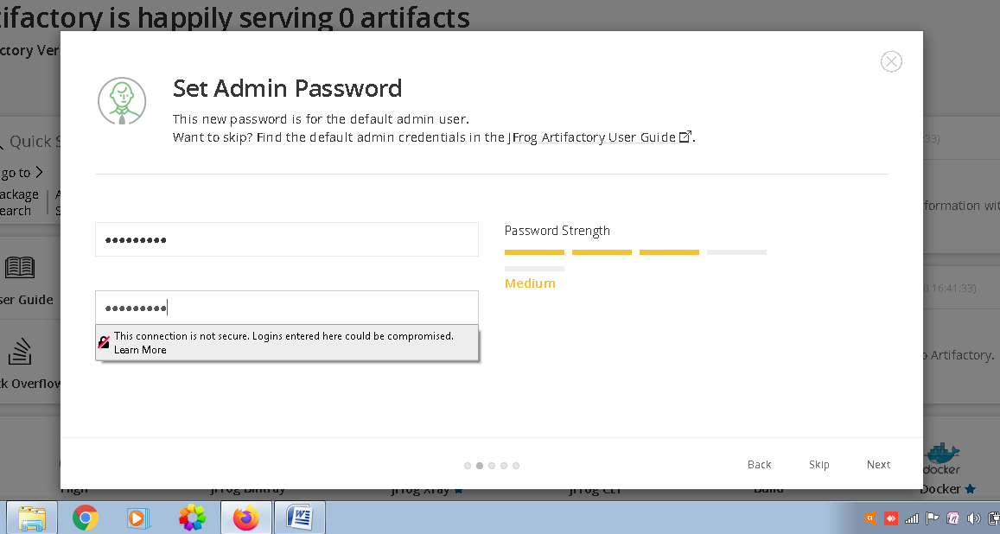 ifactory is happily serving 0 artifacts
ctory Ver
Set Admin Password
This new password is for the default admin user.
Want to skip? Find the default admin credentials in the JFrog Artifactory User Guide.
Quick S
33)
go to
ackage
earch
A
S
formation wit
Password Strength
Medium
ser Guide
0 16:41:33)
This connection is not secure. Logins entered here could be compromised.
Learn More
o Artifactory.
k Overflow
Back
Skip
Next
docker
High
JFrog Bintray
JFrog Xray
JFrog CLI
Build
Docker